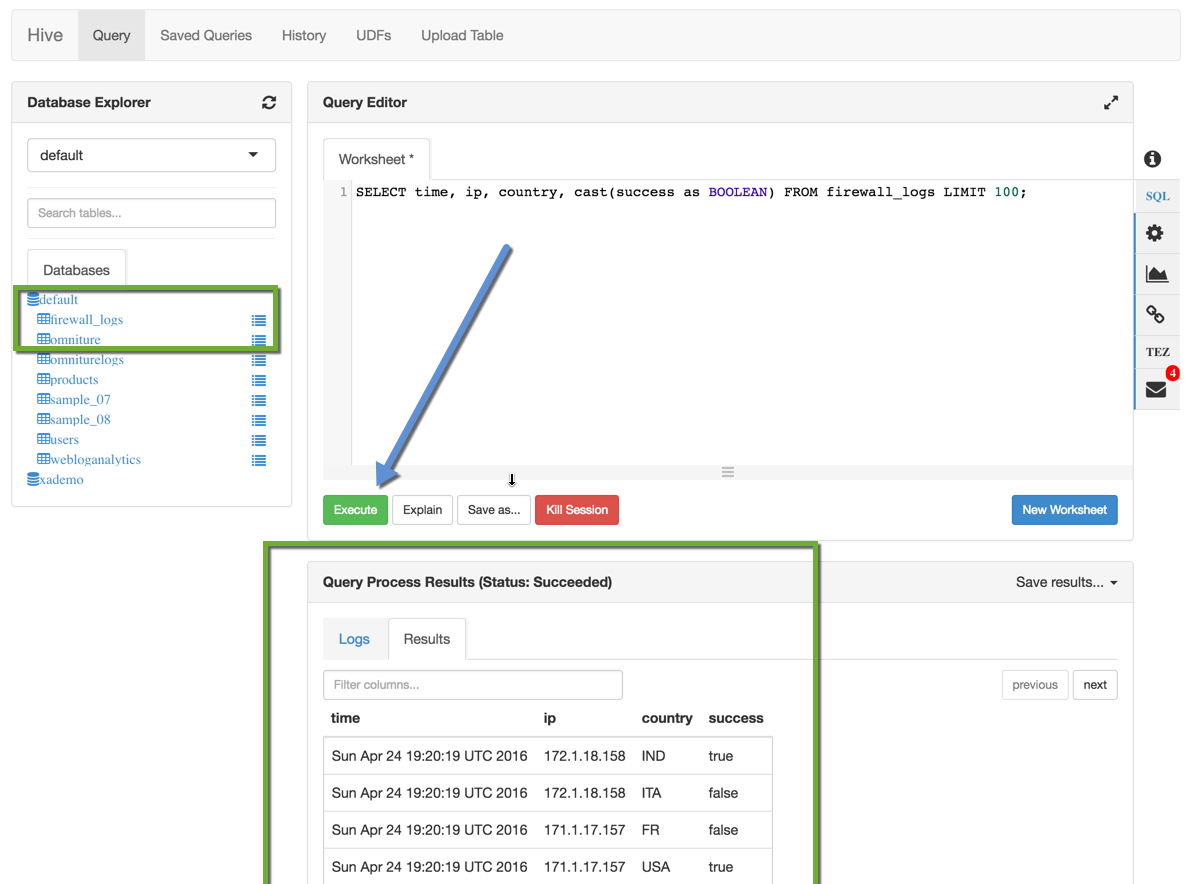 Hive Query Saved Queries History UDFs Upload Table
Database Explorer
default
Search tables...
Databases
default
firewall_logs
omniture
omniturelogs
products
sample_07
sample_08
users
webloganalytics
xademo
Query Editor
Worksheet *
1 SELECT time, ip, country, cast(success as BOOLEAN) FROM firewall_logs LIMIT 100;
Execute Explain Save as... Kill Session New Worksheet
SQL
TEZ
4
Query Process Results (Status: Succeeded) Save results...
Logs Results
Filter columns... previous next
time ip country success
Sun Apr 24 19:20:19 UTC 2016 172.1.18.158 IND true
Sun Apr 24 19:20:19 UTC 2016 172.1.18.158 ITA false
Sun Apr 24 19:20:19 UTC 2016 171.1.17.157 FR false
Sun Apr 24 19:20:19 UTC 2016 171.1.17.157 USA true